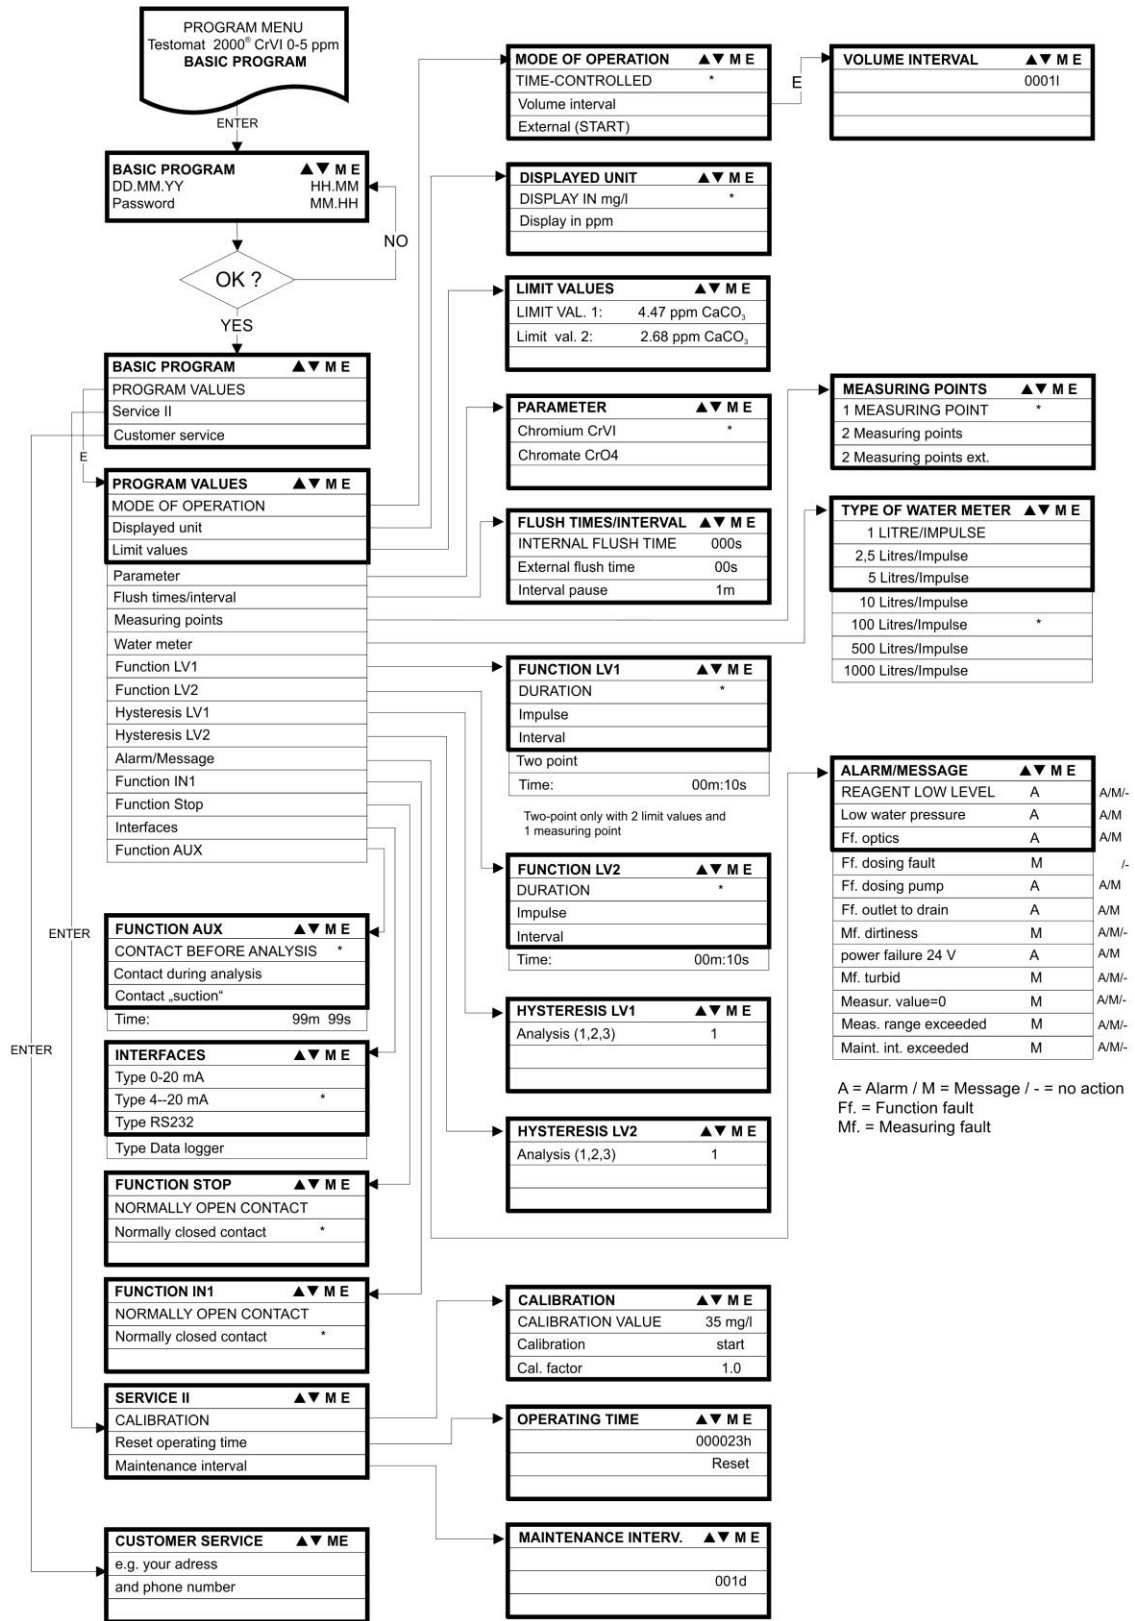 PROGRAM MENU
Testomat 2000® CrVI 0-5 ppm
BASIC PROGRAM
ENTER
BASIC PROGRAM ▲▼ M E
DD.MM.YY HH.MM
Password MM.HH
NO
OK ?
YES
BASIC PROGRAM ▲▼ M E
PROGRAM VALUES
Service II
Customer service
E
PROGRAM VALUES ▲▼ M E
MODE OF OPERATION
Displayed unit
Limit values
Parameter
Flush times/interval
Measuring points
Water meter
Function LV1
Function LV2
Hysteresis LV1
Hysteresis LV2
Alarm/Message
Function IN1
Function Stop
Interfaces
Function AUX
ENTER
ENTER
FUNCTION AUX ▲▼ M E
CONTACT BEFORE ANALYSIS *
Contact during analysis
Contact „suction“
Time: 99m 99s
INTERFACES ▲▼ M E
Type 0-20 mA
Type 4--20 mA *
Type RS232
Type Data logger
FUNCTION STOP ▲▼ M E
NORMALLY OPEN CONTACT
Normally closed contact *
FUNCTION IN1 ▲▼ M E
NORMALLY OPEN CONTACT
Normally closed contact *
SERVICE II ▲▼ M E
CALIBRATION
Reset operating time
Maintenance interval
CUSTOMER SERVICE ▲▼ ME
e.g. your adress
and phone number
MODE OF OPERATION ▲▼ M E
TIME-CONTROLLED *
Volume interval
External (START)
E
DISPLAYED UNIT ▲▼ M E
DISPLAY IN mg/l *
Display in ppm
LIMIT VALUES ▲▼ M E
LIMIT VAL. 1: 4.47 ppm CaCO₃
Limit val. 2: 2.68 ppm CaCO₃
PARAMETER ▲▼ M E
Chromium CrVI *
Chromate CrO4
FLUSH TIMES/INTERVAL ▲▼ M E
INTERNAL FLUSH TIME 000s
External flush time 00s
Interval pause 1m
FUNCTION LV1 ▲▼ M E
DURATION *
Impulse
Interval
Two point
Time: 00m:10s
Two-point only with 2 limit values and
1 measuring point
FUNCTION LV2 ▲▼ M E
DURATION *
Impulse
Interval
Time: 00m:10s
HYSTERESIS LV1 ▲▼ M E
Analysis (1,2,3) 1
HYSTERESIS LV2 ▲▼ M E
Analysis (1,2,3) 1
CALIBRATION ▲▼ M E
CALIBRATION VALUE 35 mg/l
Calibration start
Cal. factor 1.0
OPERATING TIME ▲▼ M E
000023h
Reset
MAINTENANCE INTERV. ▲▼ M E
001d
VOLUME INTERVAL ▲▼ M E
0001l
MEASURING POINTS ▲▼ M E
1 MEASURING POINT *
2 Measuring points
2 Measuring points ext.
TYPE OF WATER METER ▲▼ M E
1 LITRE/IMPULSE
2,5 Litres/Impulse
5 Litres/Impulse
10 Litres/Impulse
100 Litres/Impulse *
500 Litres/Impulse
1000 Litres/Impulse
ALARM/MESSAGE ▲▼ M E
REAGENT LOW LEVEL A A/M/-
Low water pressure A A/M
Ff. optics A A/M
Ff. dosing fault M /-
Ff. dosing pump A A/M
Ff. outlet to drain A A/M
Mf. dirtiness M A/M/-
power failure 24 V A A/M
Mf. turbid M A/M/-
Measur. value=0 M A/M/-
Meas. range exceeded M A/M/-
Maint. int. exceeded M A/M/-
A = Alarm / M = Message / - = no action
Ff. = Function fault
Mf. = Measuring fault